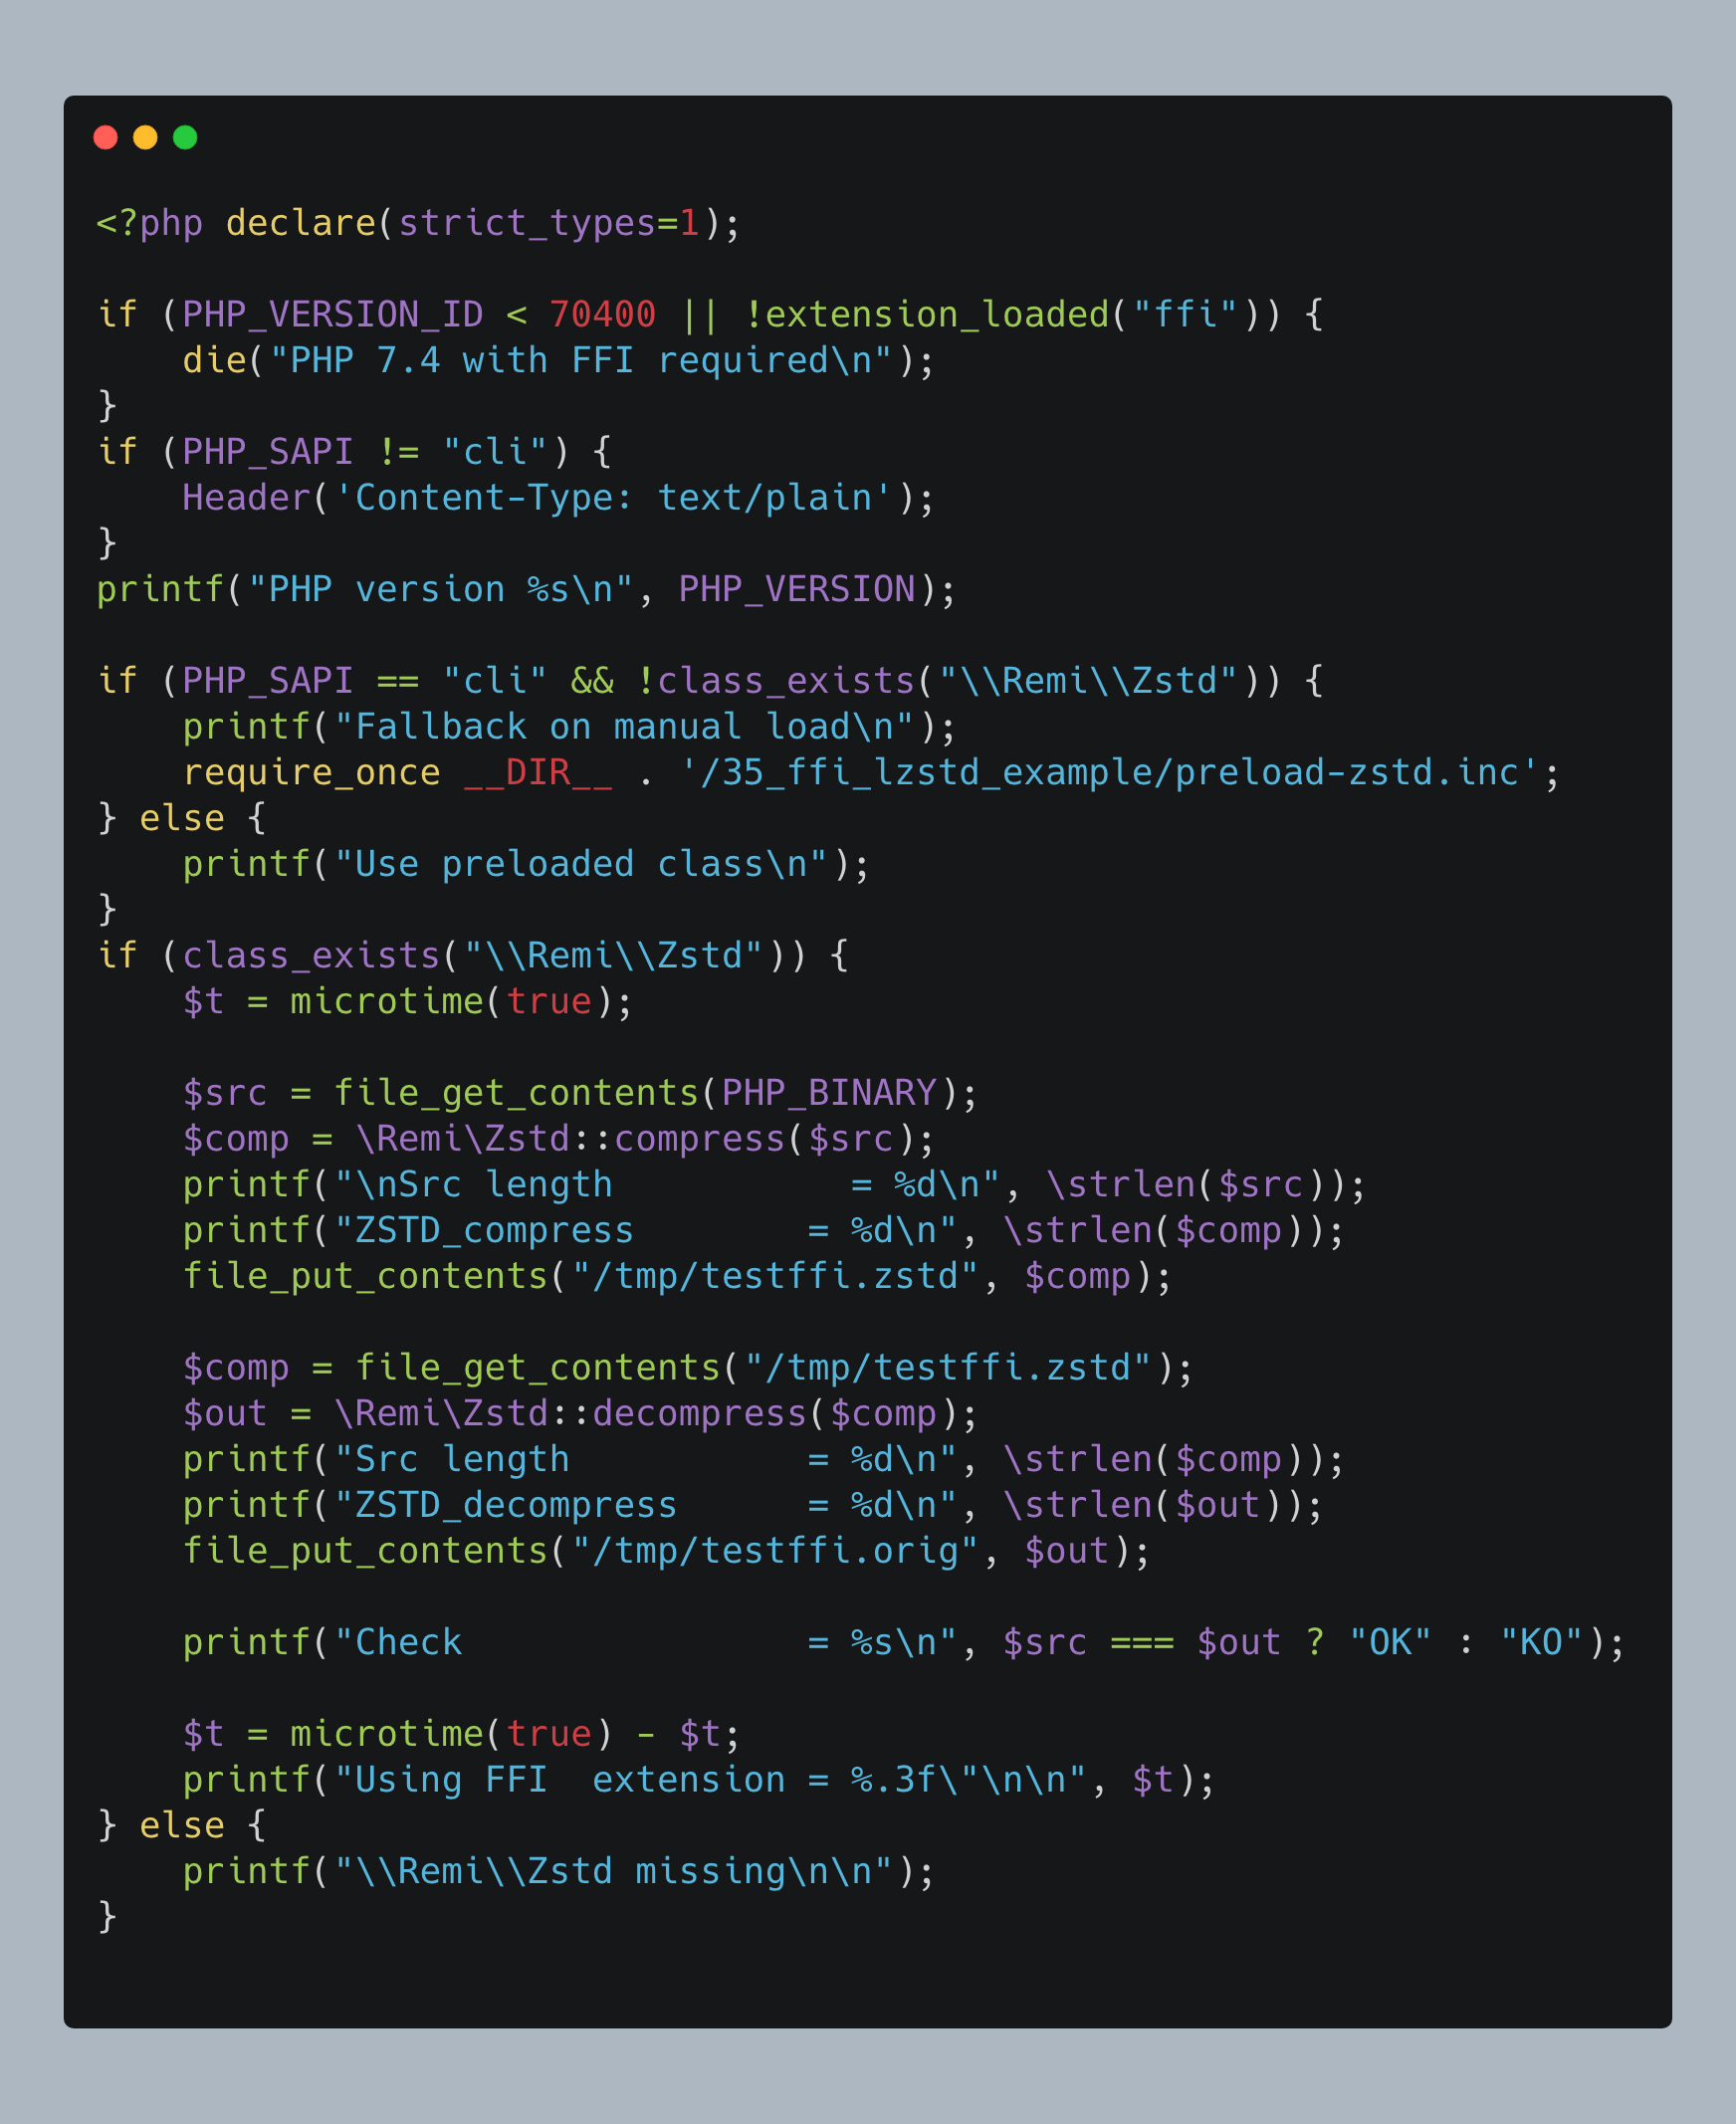 <?php declare(strict_types=1);

if (PHP_VERSION_ID < 70400 || !extension_loaded("ffi")) {
    die("PHP 7.4 with FFI required\n");
}
if (PHP_SAPI != "cli") {
    Header('Content-Type: text/plain');
}
printf("PHP version %s\n", PHP_VERSION);

if (PHP_SAPI == "cli" && !class_exists("\\Remi\\Zstd")) {
    printf("Fallback on manual load\n");
    require_once __DIR__ . '/35_ffi_lzstd_example/preload-zstd.inc';
} else {
    printf("Use preloaded class\n");
}
if (class_exists("\\Remi\\Zstd")) {
    $t = microtime(true);

    $src = file_get_contents(PHP_BINARY);
    $comp = \Remi\Zstd::compress($src);
    printf("\nSrc length           = %d\n", \strlen($src));
    printf("ZSTD_compress        = %d\n", \strlen($comp));
    file_put_contents("/tmp/testffi.zstd", $comp);

    $comp = file_get_contents("/tmp/testffi.zstd");
    $out = \Remi\Zstd::decompress($comp);
    printf("Src length           = %d\n", \strlen($comp));
    printf("ZSTD_decompress      = %d\n", \strlen($out));
    file_put_contents("/tmp/testffi.orig", $out);

    printf("Check                = %s\n", $src === $out ? "OK" : "KO");

    $t = microtime(true) - $t;
    printf("Using FFI  extension = %.3f\"\n\n", $t);
} else {
    printf("\\Remi\\Zstd missing\n\n");
}